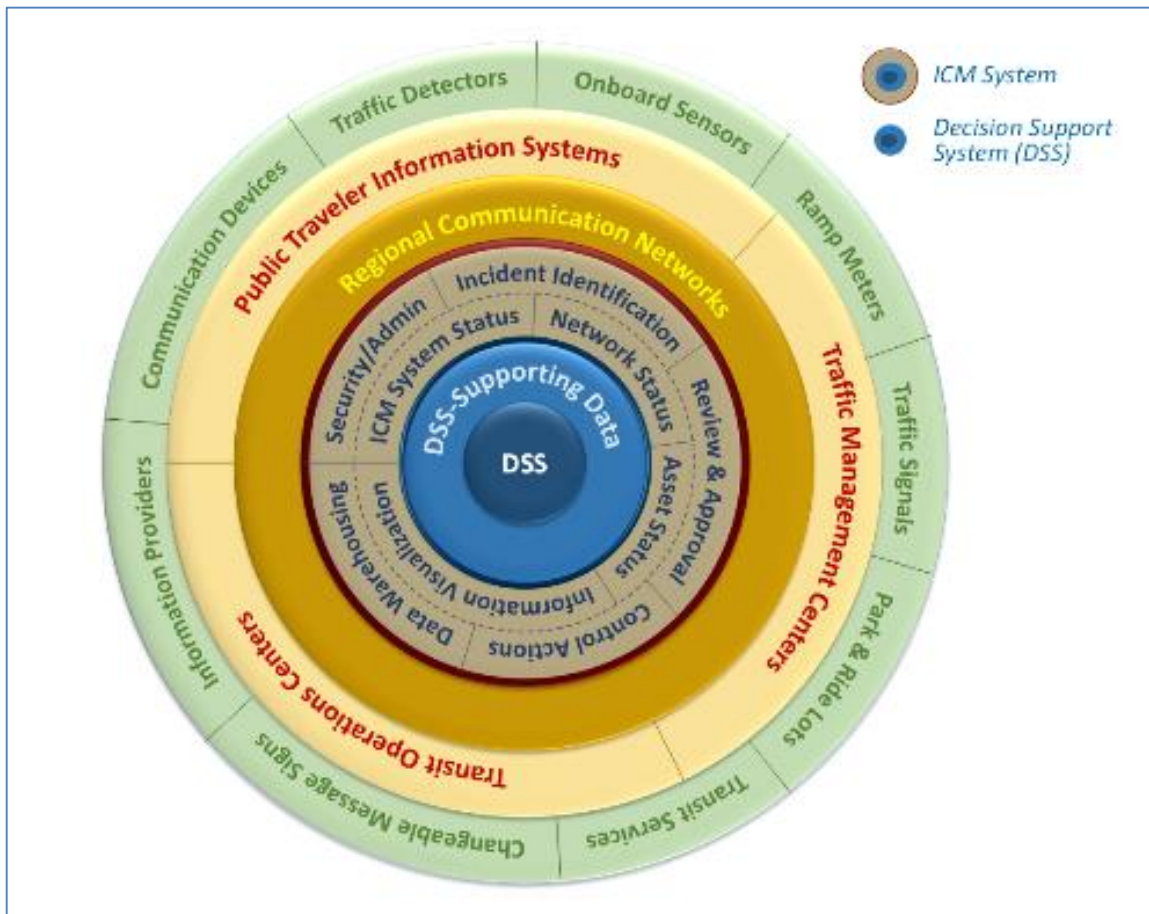 ICM System
Decision Support
System (DSS)
Traffic Detectors
Onboard Sensors
Ramp Meters
Traffic Signals
Park & Ride Lots
Transit Services
Changeable Message Signs
Information Providers
Communication Devices
Public Traveler Information Systems
Traffic Management Centers
Transit Operations Centers
Regional Communication Networks
Security/Admin
Incident Identification
Review & Approval
Control Actions
Data Warehousing
ICM System Status
Network Status
Asset Status
Information Visualization
DSS-Supporting Data
DSS